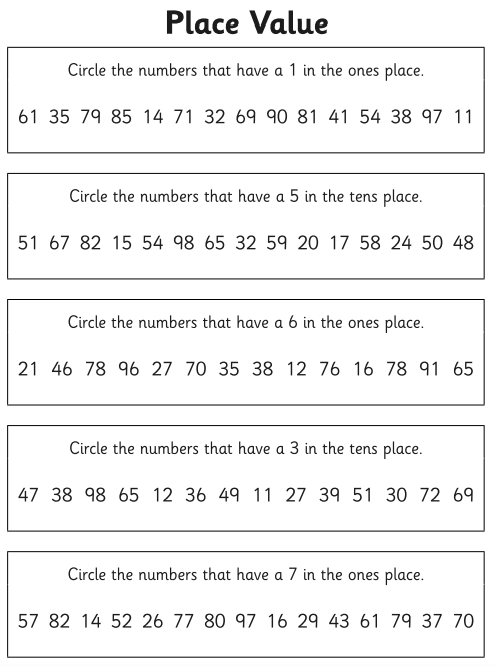 Place Value
Circle the numbers that have a 1 in the ones place.
61 35 79 85 14 71 32 69 90 81 41 54 38 97 11
Circle the numbers that have a 5 in the tens place.
51 67 82 15 54 98 65 32 59 20 17 58 24 50 48
Circle the numbers that have a 6 in the ones place.
21 46 78 96 27 70 35 38 12 76 16 78 91 65
Circle the numbers that have a 3 in the tens place.
47 38 98 65 12 36 49 11 27 39 51 30 72 69
Circle the numbers that have a 7 in the ones place.
57 82 14 52 26 77 80 97 16 29 43 61 79 37 70